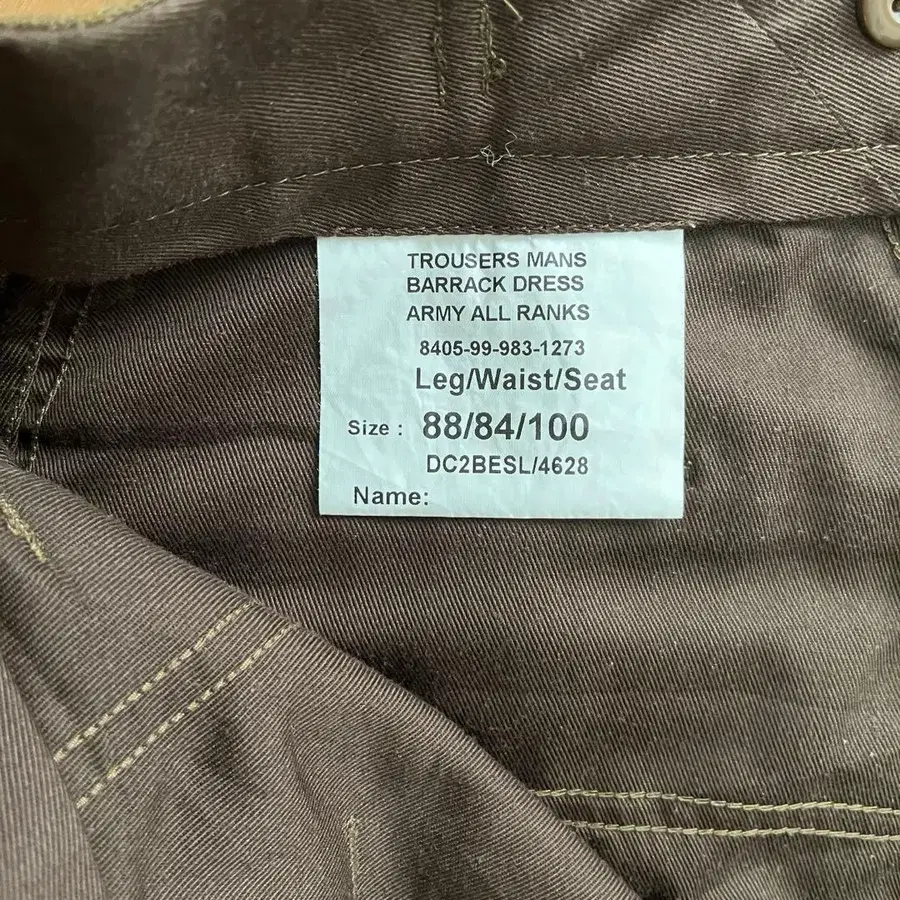 TROUSERS MANS
BARRACK DRESS
ARMY ALL RANKS
8405-99-983-1273
Leg/Waist/Seat
Size : 88/84/100
DC2BESL/4628
Name: